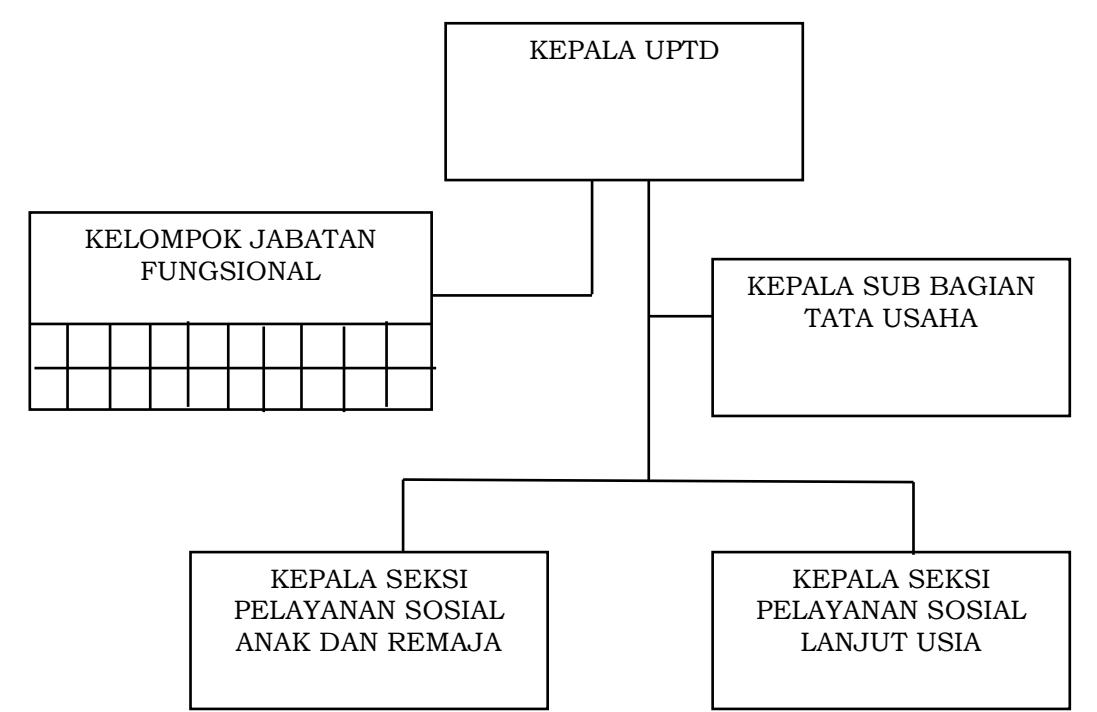 KEPALA UPTD
KELOMPOK JABATAN
FUNGSIONAL
KEPALA SUB BAGIAN
TATA USAHA
KEPALA SEKSI
PELAYANAN SOSIAL
ANAK DAN REMAJA
KEPALA SEKSI
PELAYANAN SOSIAL
LANJUT USIA